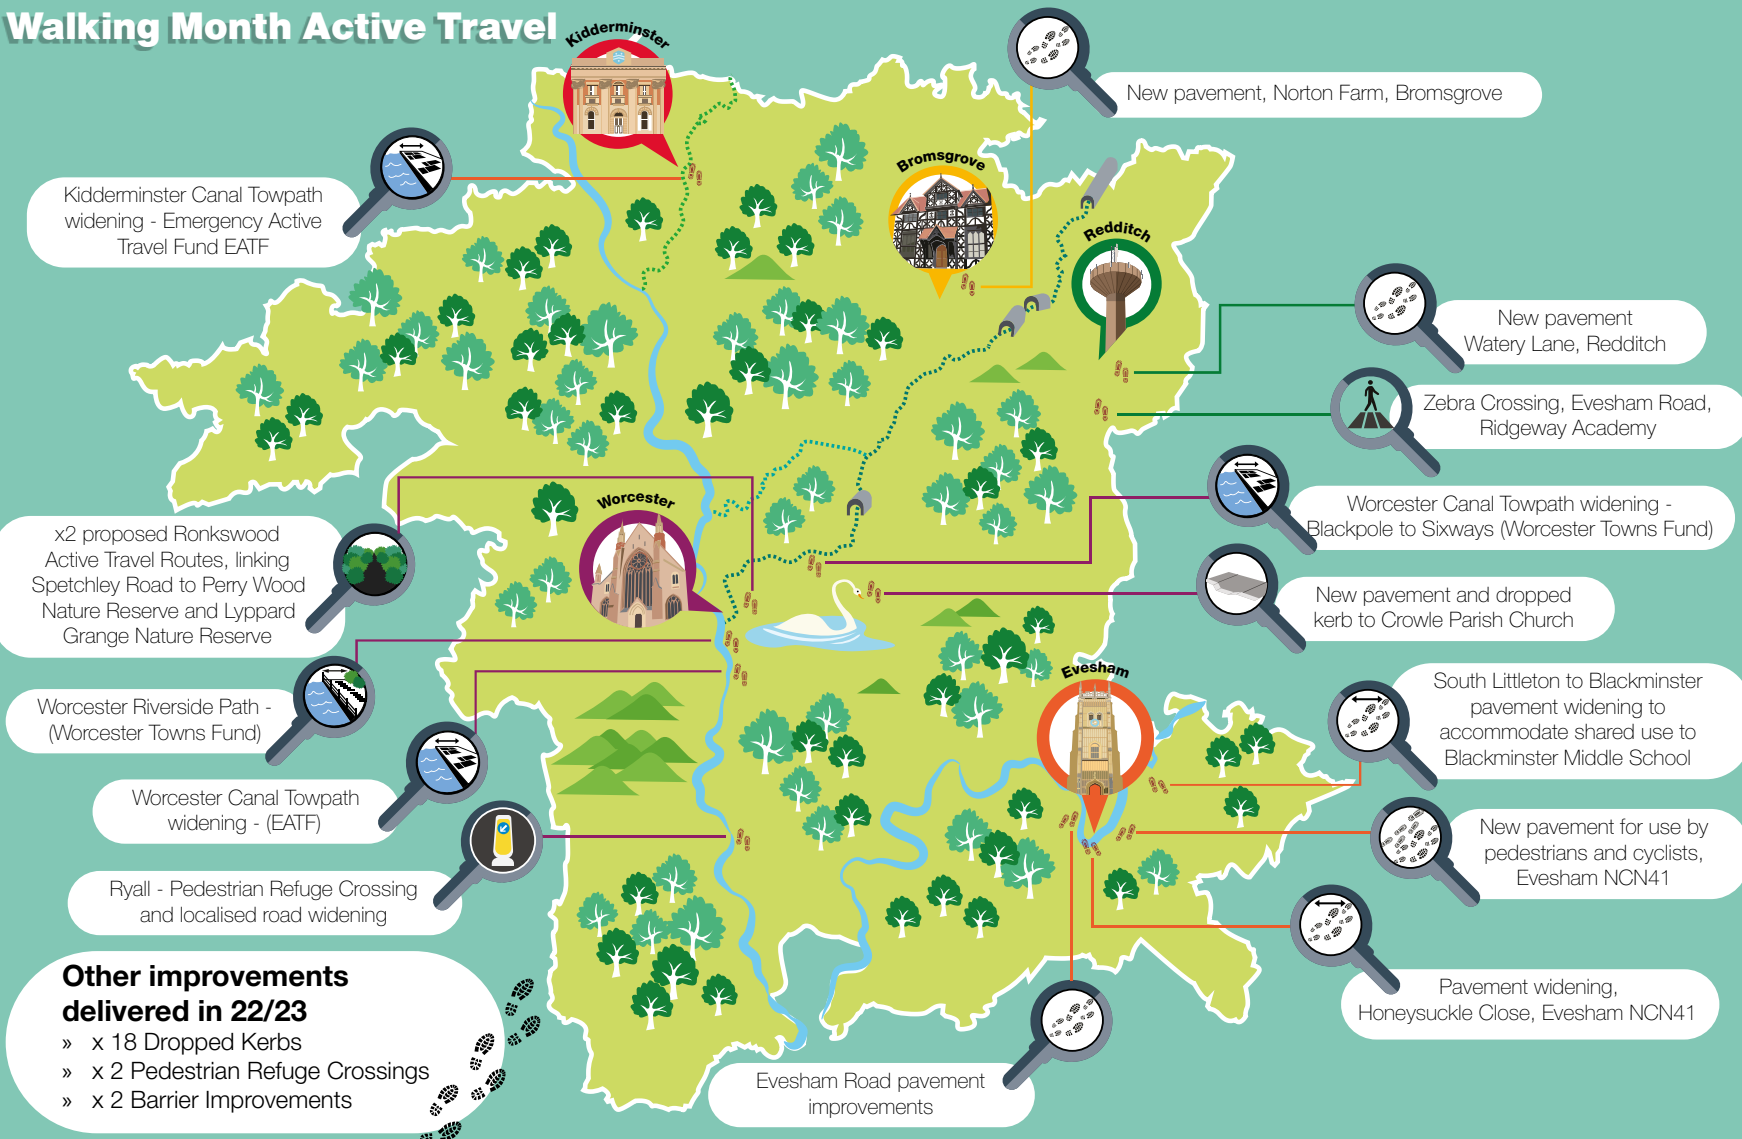 Walking Month Active Travel
Kidderminster
New pavement, Norton Farm, Bromsgrove
Bromsgrove
Kidderminster Canal Towpath
widening - Emergency Active
Travel Fund EATF
Redditch
New pavement
Watery Lane, Redditch
Zebra Crossing, Evesham Road,
Ridgeway Academy
Worcester
Worcester Canal Towpath widening -
Blackpole to Sixways (Worcester Towns Fund)
x2 proposed Ronkswood
Active Travel Routes, linking
Spetchley Road to Perry Wood
Nature Reserve and Lyppard
Grange Nature Reserve
New pavement and dropped
kerb to Crowle Parish Church
Evesham
South Littleton to Blackminster
pavement widening to
accommodate shared use to
Blackminster Middle School
Worcester Riverside Path -
(Worcester Towns Fund)
Worcester Canal Towpath
widening - (EATF)
New pavement for use by
pedestrians and cyclists,
Evesham NCN41
Ryall - Pedestrian Refuge Crossing
and localised road widening
Pavement widening,
Honeysuckle Close, Evesham NCN41
Evesham Road pavement
improvements
Other improvements
delivered in 22/23
» x 18 Dropped Kerbs
» x 2 Pedestrian Refuge Crossings
» x 2 Barrier Improvements